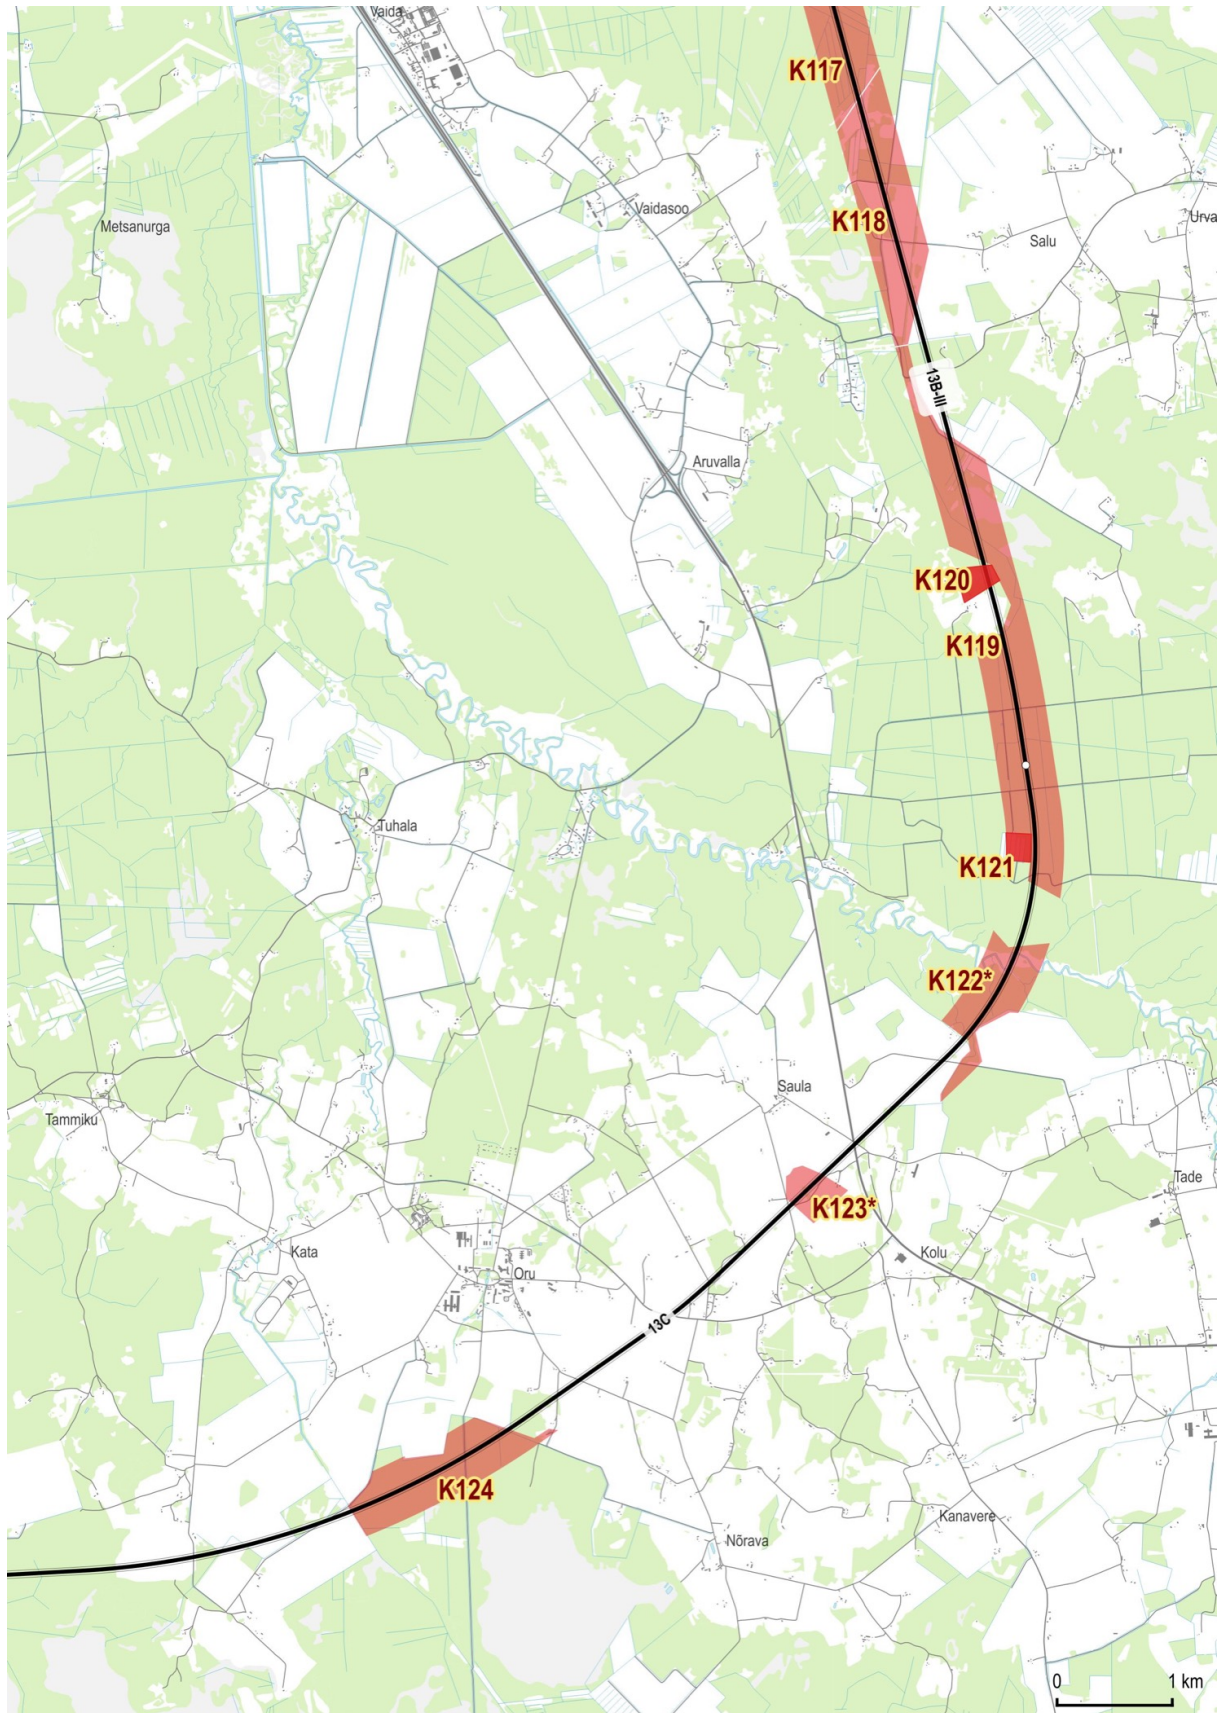 Vaida
K117
Vaidasoo
Metsanurga
K118
Salu
Urva
13B-III
Aruvalla
K120
K119
Tuhala
K121
K122*
Saula
Tammiku
Tade
K123*
Kata
Kolu
Oru
13C
K124
Kanavere
Nõrava
0 1 km